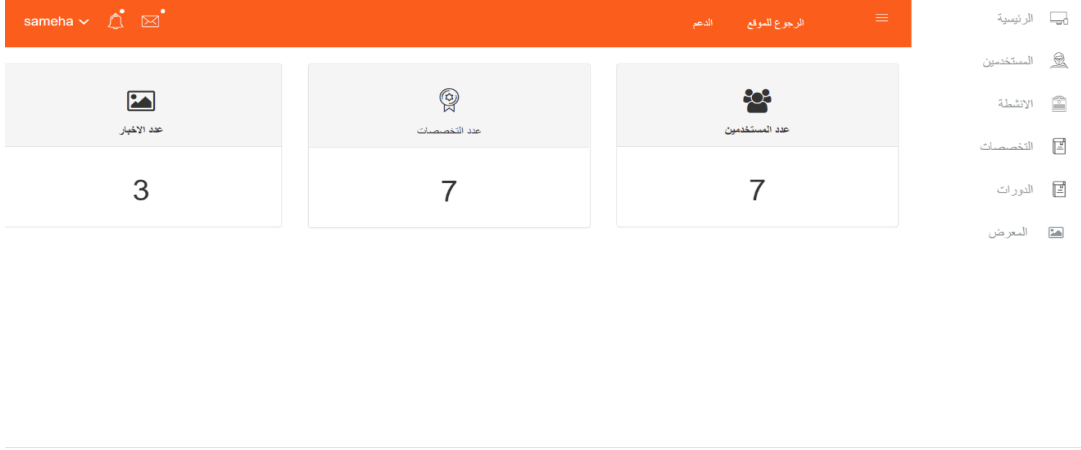 sameha
الرجوع للموقع
الدعم
الرئيسية
المستخدمين
الانشطة
التخصصات
الدورات
المعرض
عدد المستخدمين
7
عدد التخصصات
7
عدد الاخبار
3